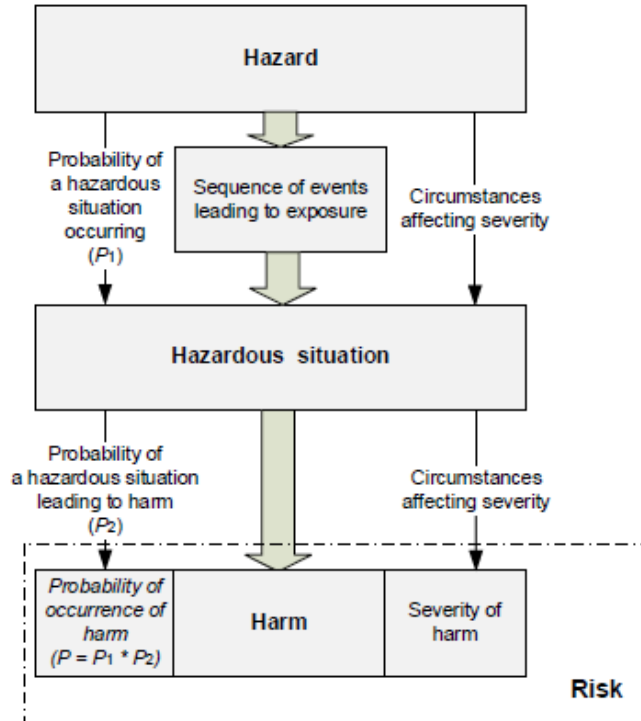 Hazard
Probability of
a hazardous
situation
occurring
(P1)
Sequence of events
leading to exposure
Circumstances
affecting severity
Hazardous situation
Probability of
a hazardous situation
leading to harm
(P2)
Circumstances
affecting severity
Probability of
occurrence of
harm
(P = P1 * P2)
Harm
Severity of
harm
Risk